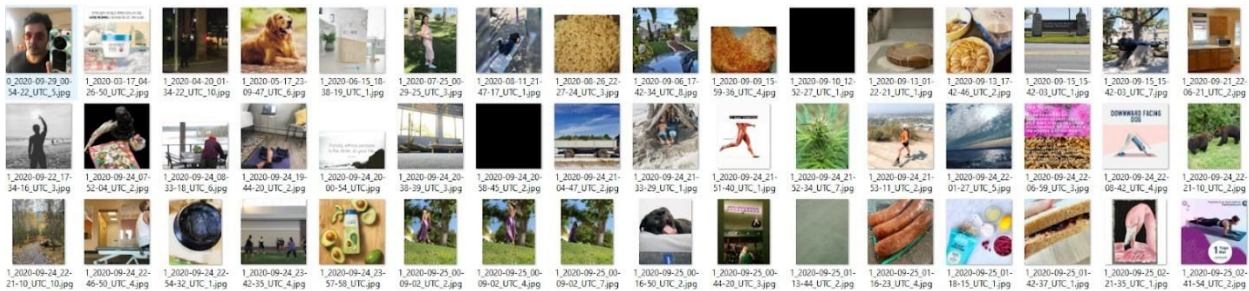 0_2020-09-29_00-
54-22_UTC_5.jpg
1_2020-03-17_04-
26-50_UTC_2.jpg
1_2020-04-20_01-
34-22_UTC_10.jpg
1_2020-05-17_23-
09-47_UTC_6.jpg
1_2020-06-15_18-
38-19_UTC_1.jpg
1_2020-07-25_00-
29-25_UTC_3.jpg
1_2020-08-11_21-
47-17_UTC_1.jpg
1_2020-08-26_22-
27-24_UTC_3.jpg
1_2020-09-06_17-
42-34_UTC_8.jpg
1_2020-09-09_15-
59-36_UTC_4.jpg
1_2020-09-10_12-
52-27_UTC_1.jpg
1_2020-09-13_01-
22-21_UTC_1.jpg
1_2020-09-13_17-
42-46_UTC_2.jpg
1_2020-09-15_15-
42-03_UTC_1.jpg
1_2020-09-15_15-
42-03_UTC_7.jpg
1_2020-09-21_22-
06-21_UTC_2.jpg
1_2020-09-22_17-
34-16_UTC_3.jpg
1_2020-09-24_07-
52-04_UTC_2.jpg
1_2020-09-24_08-
33-18_UTC_6.jpg
1_2020-09-24_19-
44-20_UTC_2.jpg
1_2020-09-24_20-
00-54_UTC.jpg
1_2020-09-24_20-
38-39_UTC_3.jpg
1_2020-09-24_20-
58-45_UTC_2.jpg
1_2020-09-24_21-
04-47_UTC_2.jpg
1_2020-09-24_21-
33-29_UTC_1.jpg
1_2020-09-24_21-
51-40_UTC_1.jpg
1_2020-09-24_21-
52-34_UTC_7.jpg
1_2020-09-24_21-
53-11_UTC_2.jpg
1_2020-09-24_22-
01-27_UTC_5.jpg
1_2020-09-24_22-
06-59_UTC_3.jpg
DOWNWARD FACING
DOG
1_2020-09-24_22-
08-42_UTC_4.jpg
1_2020-09-24_22-
21-10_UTC_2.jpg
1_2020-09-24_22-
21-10_UTC_10.jpg
1_2020-09-24_22-
46-50_UTC_4.jpg
1_2020-09-24_22-
54-32_UTC_1.jpg
1_2020-09-24_23-
42-35_UTC_4.jpg
1_2020-09-24_23-
57-58_UTC_2.jpg
1_2020-09-25_00-
09-02_UTC_2.jpg
1_2020-09-25_00-
09-02_UTC_4.jpg
1_2020-09-25_00-
09-02_UTC_7.jpg
1_2020-09-25_00-
16-50_UTC_2.jpg
1_2020-09-25_00-
44-20_UTC_3.jpg
1_2020-09-25_01-
13-44_UTC_2.jpg
1_2020-09-25_01-
16-23_UTC_4.jpg
1_2020-09-25_01-
18-15_UTC_1.jpg
1_2020-09-25_01-
42-37_UTC_1.jpg
1_2020-09-25_02-
21-35_UTC_1.jpg
1_2020-09-25_02-
41-54_UTC_2.jpg